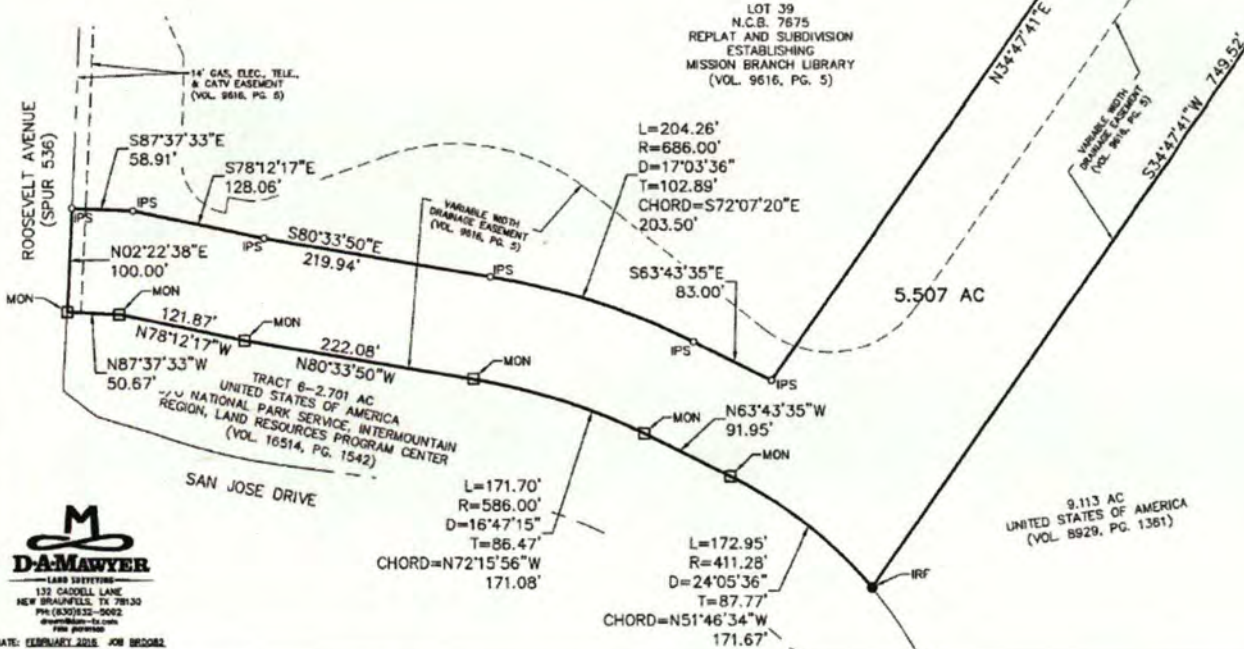 LOT 39
N.C.B. 7675
REPLAT AND SUBDIVISION
ESTABLISHING
MISSION BRANCH LIBRARY
(VOL. 9616, PG. 5)
N34°47'41"E
VARIABLE WIDTH
DRAINAGE EASEMENT
(VOL. 9616, PG. 5)
S34°47'41"W 749.52'
14' GAS, ELEC., TELE.,
& CATV EASEMENT
(VOL. 9616, PG. 5)
ROOSEVELT AVENUE
(SPUR 536)
S87°37'33"E
58.91'
S78°12'17"E
128.06'
L=204.26'
R=686.00'
D=17°03'36"
T=102.89'
CHORD=S72°07'20"E
203.50'
IPS
IPS
IPS
VARIABLE WIDTH
DRAINAGE EASEMENT
(VOL. 9616, PG. 5)
S80°33'50"E
219.94'
IPS
N02°22'38"E
100.00'
S63°43'35"E
83.00'
5.507 AC
MON
MON
121.87'
N78°12'17"W
MON
222.08'
N80°33'50"W
MON
IPS
IPS
N87°37'33"W
50.67'
TRACT 6-2.701 AC
UNITED STATES OF AMERICA
NATIONAL PARK SERVICE, INTERMOUNTAIN
REGION, LAND RESOURCES PROGRAM CENTER
(VOL. 16514, PG. 1542)
MON
N63°43'35"W
91.95'
MON
SAN JOSE DRIVE
L=171.70'
R=586.00'
D=16°47'15"
T=86.47'
CHORD=N72°15'56"W
171.08'
L=172.95'
R=411.28'
D=24°05'36"
T=87.77'
CHORD=N51°46'34"W
171.67'
IRF
9.113 AC
UNITED STATES OF AMERICA
(VOL. 8929, PG. 1361)
M
D·A·MAWYER
LAND SURVEYING
132 CADDELL LANE
NEW BRAUNFELS, TX 78130
PH:(830)632-5002
DATE: FEBRUARY 2016 JOB